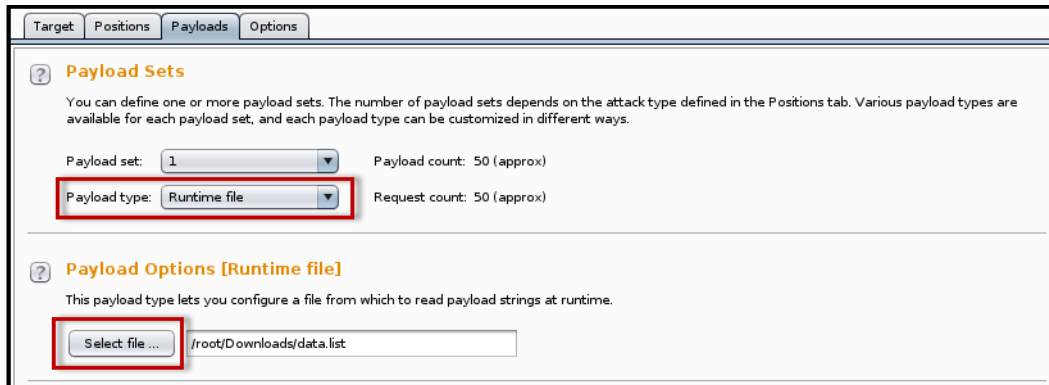 Target Positions Payloads Options
? Payload Sets
You can define one or more payload sets. The number of payload sets depends on the attack type defined in the Positions tab. Various payload types are
available for each payload set, and each payload type can be customized in different ways.
Payload set: 1 Payload count: 50 (approx)
Payload type: Runtime file Request count: 50 (approx)
? Payload Options [Runtime file]
This payload type lets you configure a file from which to read payload strings at runtime.
Select file ... /root/Downloads/data.list